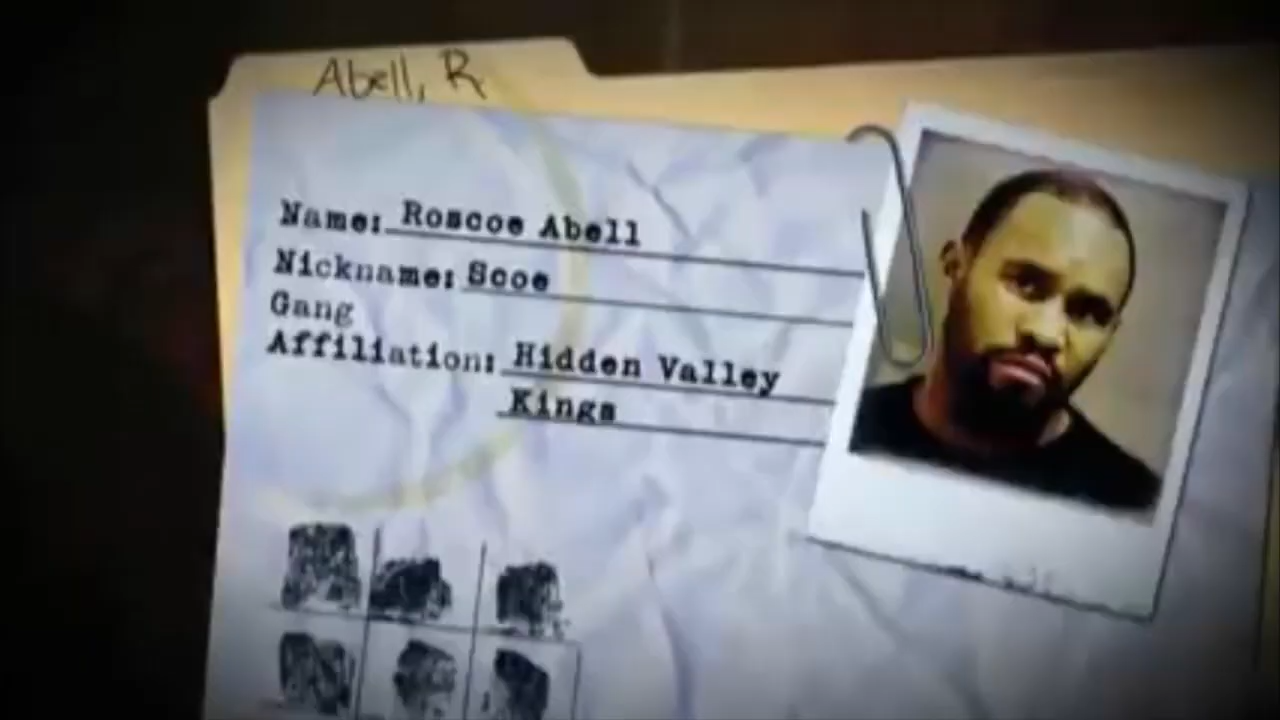 Abell, R
Name: Roscoe Abell
Nickname: Scoe
Gang
Affiliation: Hidden Valley
Kings